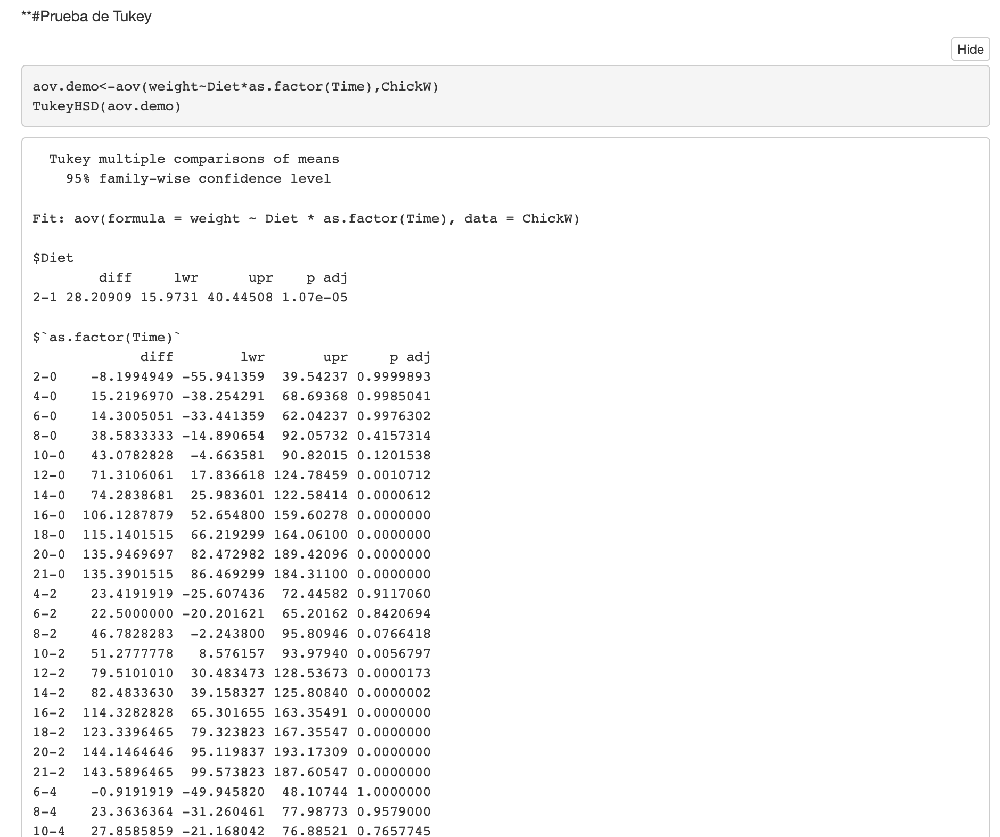 **#Prueba de Tukey
Hide
aov.demo<-aov(weight~Diet*as.factor(Time),ChickW)
TukeyHSD(aov.demo)
  Tukey multiple comparisons of means
    95% family-wise confidence level
Fit: aov(formula = weight ~ Diet * as.factor(Time), data = ChickW)
$Diet
        diff     lwr      upr    p adj
2-1 28.20909 15.9731 40.44508 1.07e-05
$`as.factor(Time)`
             diff        lwr       upr     p adj
2-0    -8.1994949 -55.941359  39.54237 0.9999893
4-0    15.2196970 -38.254291  68.69368 0.9985041
6-0    14.3005051 -33.441359  62.04237 0.9976302
8-0    38.5833333 -14.890654  92.05732 0.4157314
10-0   43.0782828  -4.663581  90.82015 0.1201538
12-0   71.3106061  17.836618 124.78459 0.0010712
14-0   74.2838681  25.983601 122.58414 0.0000612
16-0  106.1287879  52.654800 159.60278 0.0000000
18-0  115.1401515  66.219299 164.06100 0.0000000
20-0  135.9469697  82.472982 189.42096 0.0000000
21-0  135.3901515  86.469299 184.31100 0.0000000
4-2    23.4191919 -25.607436  72.44582 0.9117060
6-2    22.5000000 -20.201621  65.20162 0.8420694
8-2    46.7828283  -2.243800  95.80946 0.0766418
10-2   51.2777778   8.576157  93.97940 0.0056797
12-2   79.5101010  30.483473 128.53673 0.0000173
14-2   82.4833630  39.158327 125.80840 0.0000002
16-2  114.3282828  65.301655 163.35491 0.0000000
18-2  123.3396465  79.323823 167.35547 0.0000000
20-2  144.1464646  95.119837 193.17309 0.0000000
21-2  143.5896465  99.573823 187.60547 0.0000000
6-4    -0.9191919 -49.945820  48.10744 1.0000000
8-4    23.3636364 -31.260461  77.98773 0.9579000
10-4   27.8585859 -21.168042  76.88521 0.7657745